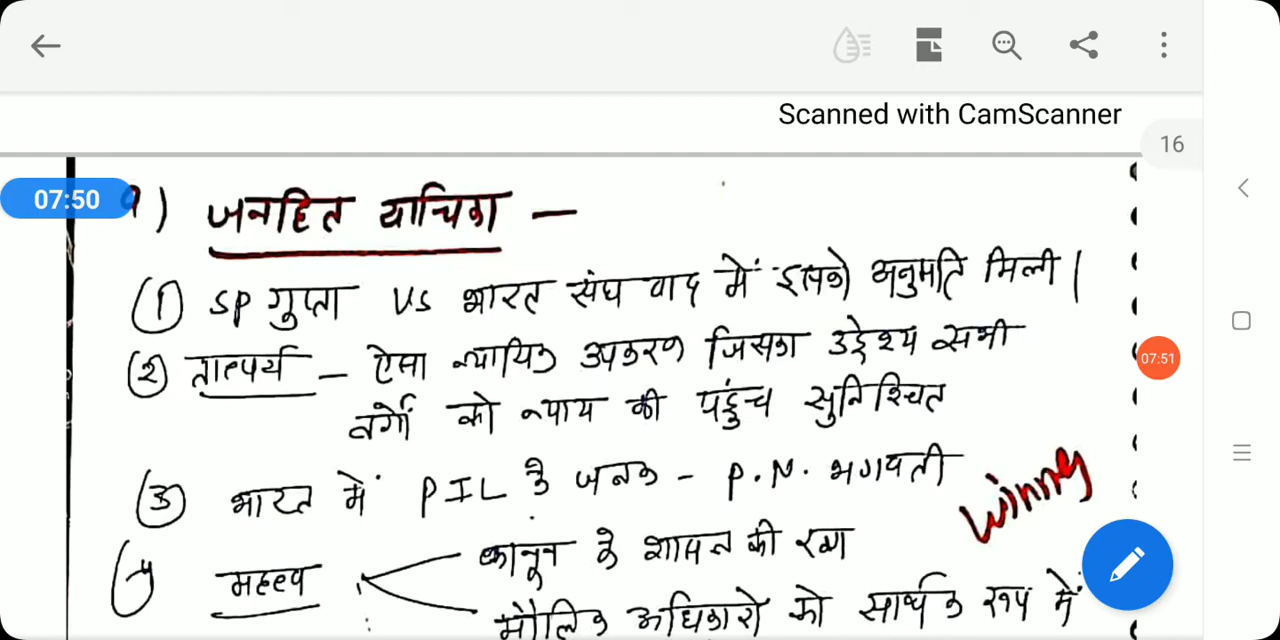 Scanned with CamScanner
16
07:50
) जनहित याचिका —
(1) SP गुप्ता VS भारत संघ वाद में इसको अनुमति मिली |
07:51
(2) तात्पर्य — ऐसा न्यायिक उपकरण जिसका उद्देश्य सभी
वर्गो को न्याय की पहुंच सुनिश्चित
(3) भारत में PIL के जनक - P.N. भगवती
winny
(4) महत्व
कानून के शासन की रक्षा
मौलिक अधिकारो को सार्थक रूप में